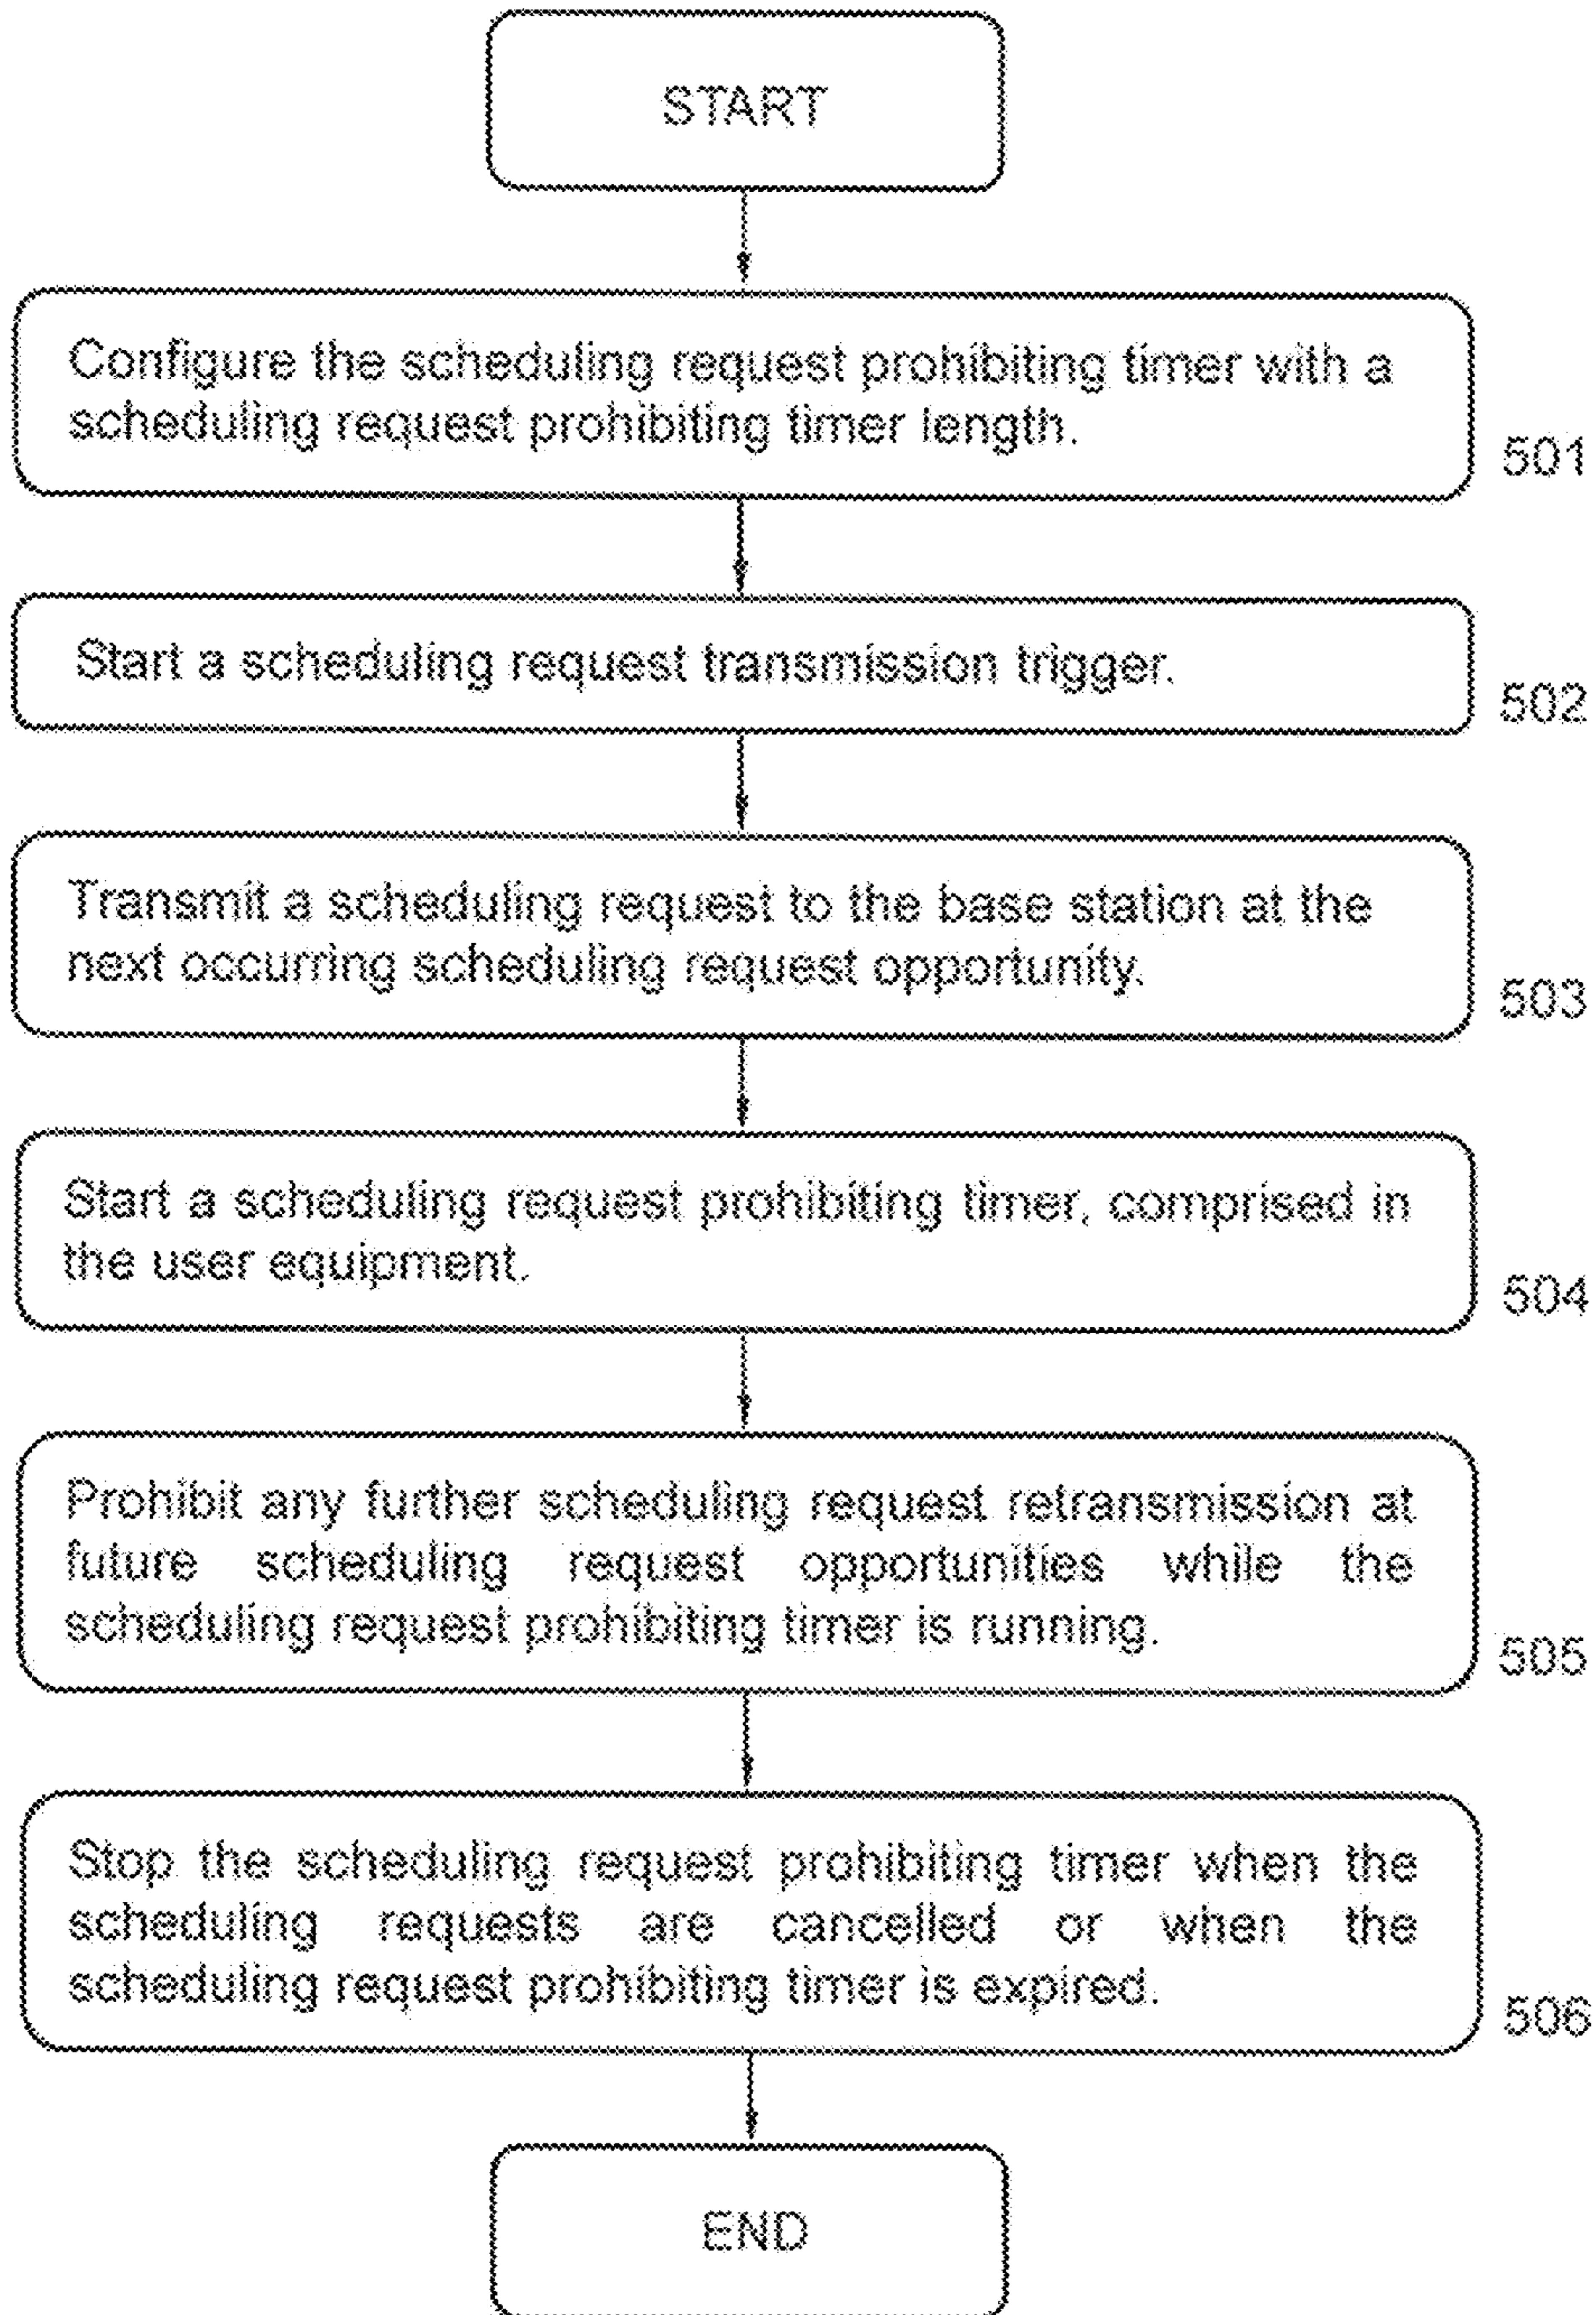 START
Configure the scheduling request prohibiting timer with a
scheduling request prohibiting timer length.
501
Start a scheduling request transmission trigger.
502
Transmit a scheduling request to the base station at the
next occurring scheduling request opportunity.
503
Start a scheduling request prohibiting timer, comprised in
the user equipment.
504
Prohibit any further scheduling request retransmission at
future scheduling request opportunities while the
scheduling request prohibiting timer is running.
505
Stop the scheduling request prohibiting timer when the
scheduling requests are cancelled or when the
scheduling request prohibiting timer is expired.
506
END